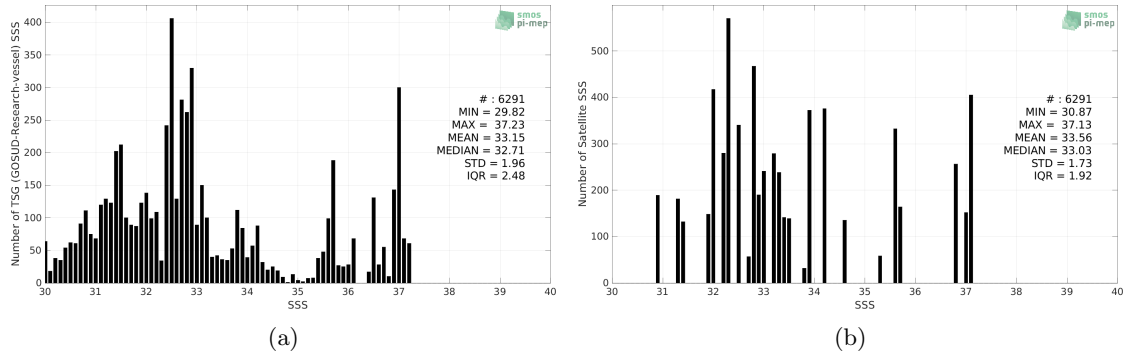 smos
pi-mep
Number of TSG (GOSUD-Research-vessel) SSS
400
350
300
250
200
150
100
50
0
# : 6291
MIN = 29.82
MAX = 37.23
MEAN = 33.15
MEDIAN = 32.71
STD = 1.96
IQR = 2.48
30 31 32 33 34 35 36 37 38 39 40
SSS
(a)
smos
pi-mep
Number of Satellite SSS
500
400
300
200
100
0
# : 6291
MIN = 30.87
MAX = 37.13
MEAN = 33.56
MEDIAN = 33.03
STD = 1.73
IQR = 1.92
30 31 32 33 34 35 36 37 38 39 40
SSS
(b)